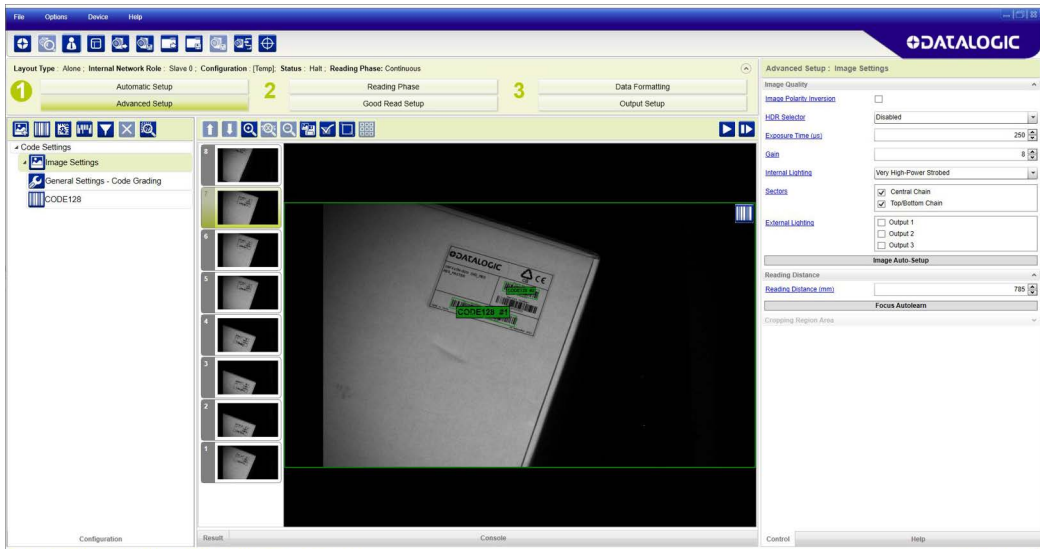 File Options Device Help
DATALOGIC
Layout Type : Alone ; Internal Network Role : Slave 0 ; Configuration : [Temp]; Status : Halt ; Reading Phase: Continuous
Advanced Setup : Image Settings
1 Automatic Setup 2 Reading Phase 3 Data Formatting
Advanced Setup Good Read Setup Output Setup
Code Settings
Image Settings
General Settings - Code Grading
CODE128
8
7
6
5
4
3
2
1
DATALOGIC
CE
CODE128 #1
Image Quality
Image Polarity Inversion
HDR Selector Disabled
Exposure Time (µs) 250
Gain 8
Internal Lighting Very High-Power Strobed
Sectors Central Chain
Top/Bottom Chain
External Lighting Output 1
Output 2
Output 3
Image Auto-Setup
Reading Distance
Reading Distance (mm) 785
Focus Autolearn
Cropping Region Area
Configuration Result Console Control Help